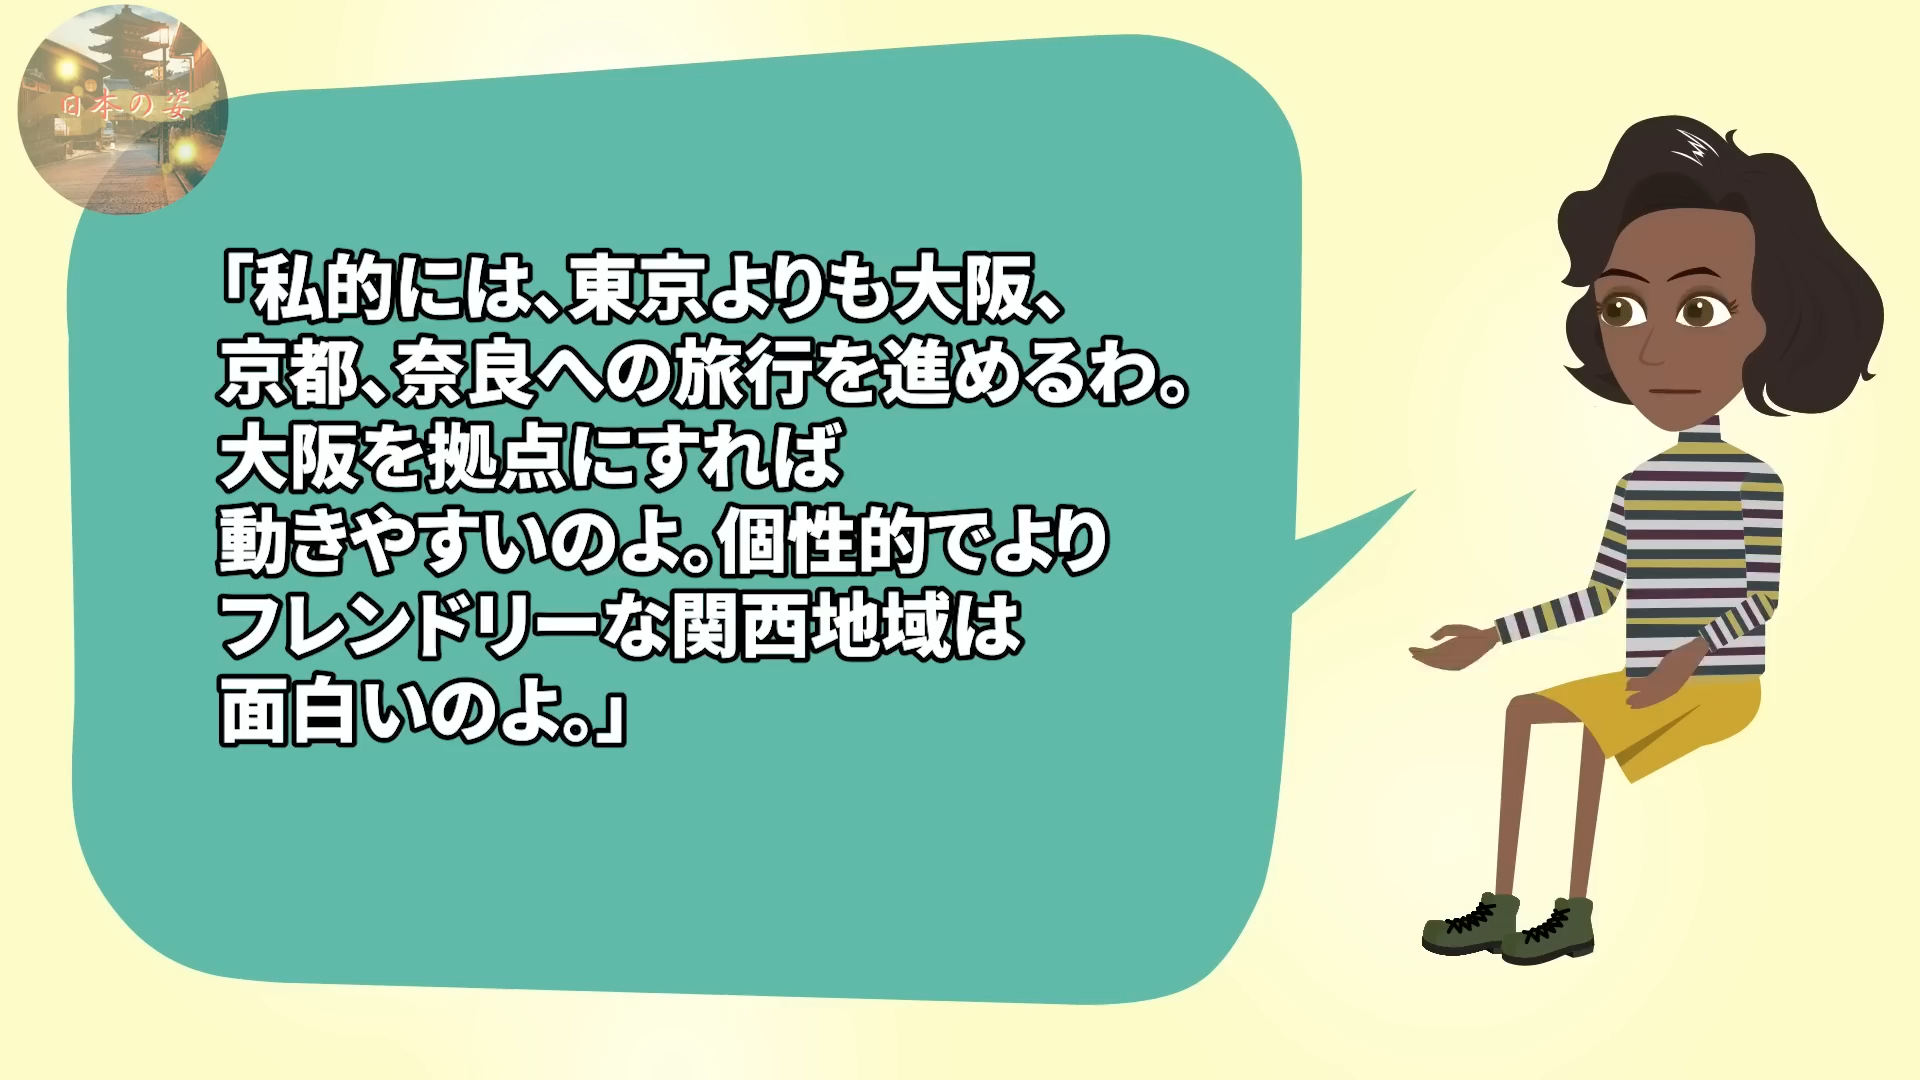 日本の姿
「私的には、東京よりも大阪、
京都、奈良への旅行を進めるわ。
大阪を拠点にすれば
動きやすいのよ。個性的でより
フレンドリーな関西地域は
面白いのよ。」